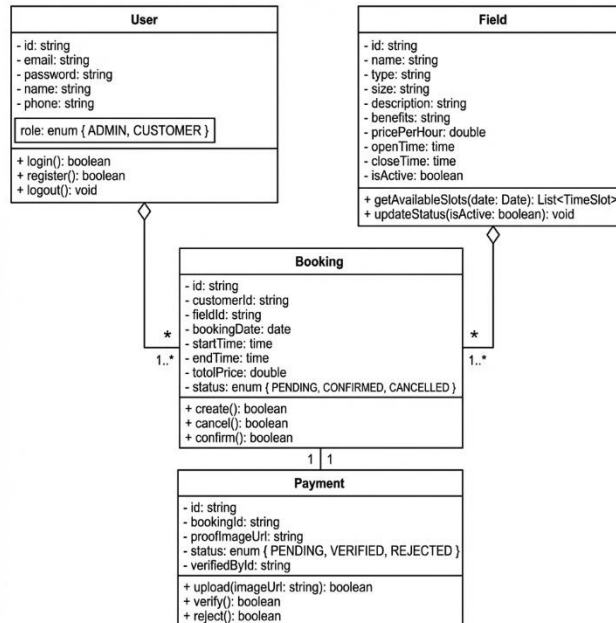 User
- id: string
- email: string
- password: string
- name: string
- phone: string
role: enum { ADMIN, CUSTOMER }
+ login(): boolean
+ register(): boolean
+ logout(): void
Field
- id: string
- name: string
- type: string
- size: string
- description: string
- benefits: string
- pricePerHour: double
- openTime: time
- closeTime: time
- isActive: boolean
+ getAvailableSlots(date: Date): List<TimeSlot>
+ updateStatus(isActive: boolean): void
Booking
- id: string
- customerId: string
- fieldId: string
- bookingDate: date
- startTime: time
- endTime: time
- totolPrice: double
- status: enum { PENDING, CONFIRMED, CANCELLED }
+ create(): boolean
+ cancel(): boolean
+ confirm(): boolean
* *
1..* 1..*
1 1
Payment
- id: string
- bookingId: string
- proofImageUrl: string
- status: enum { PENDING, VERIFIED, REJECTED }
- verifiedById: string
+ upload(imageUrl: string): boolean
+ verify(): boolean
+ reject(): boolean